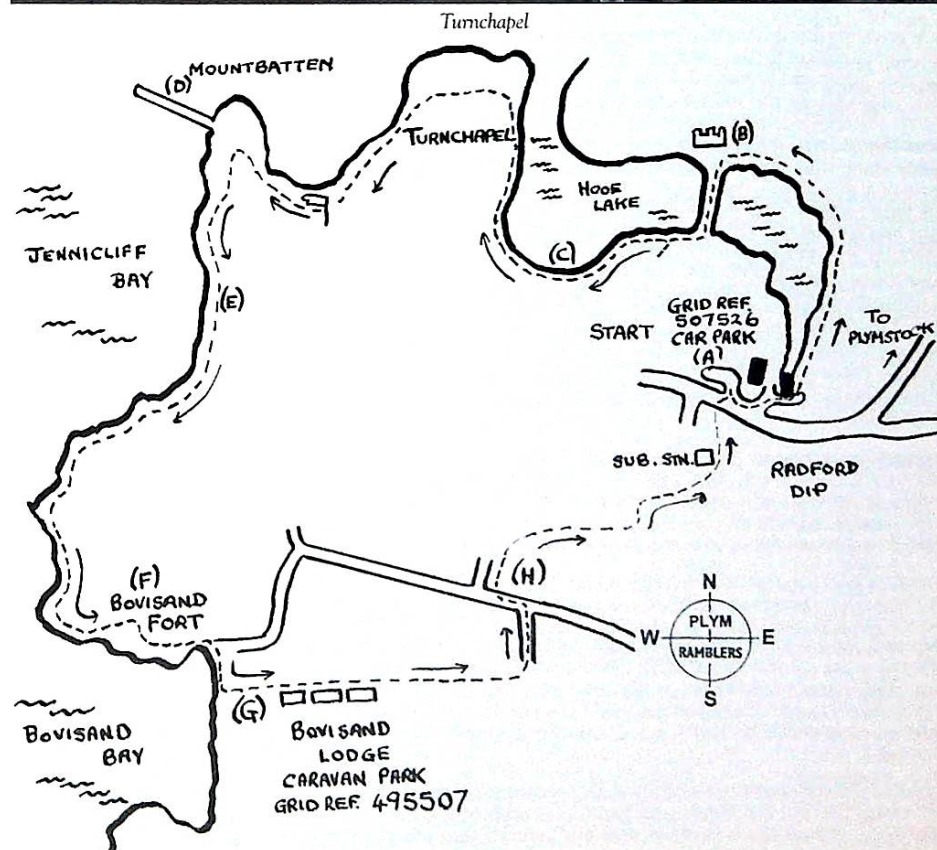 Turnchapel
MOUNTBATTEN
(D)
TURNCHAPEL
(B)
HOOE
LAKE
JENNICLIFF
BAY
(C)
(E)
GRID REF.
507526
START
CAR PARK
(A)
TO
PLYMSTOCK
SUB. STN.
RADFORD
DIP
(F)
BOVISAND
FORT
(H)
N
PLYM
W
E
RAMBLERS
S
(G)
BOVISAND
BAY
BOVISAND
LODGE
CARAVAN PARK
GRID REF. 495507